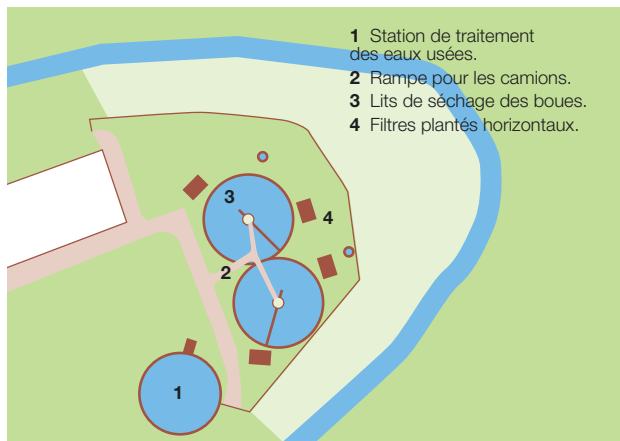 1 Station de traitement
des eaux usées.
2 Rampe pour les camions.
3 Lits de séchage des boues.
4 Filtres plantés horizontaux.
3
4
2
1